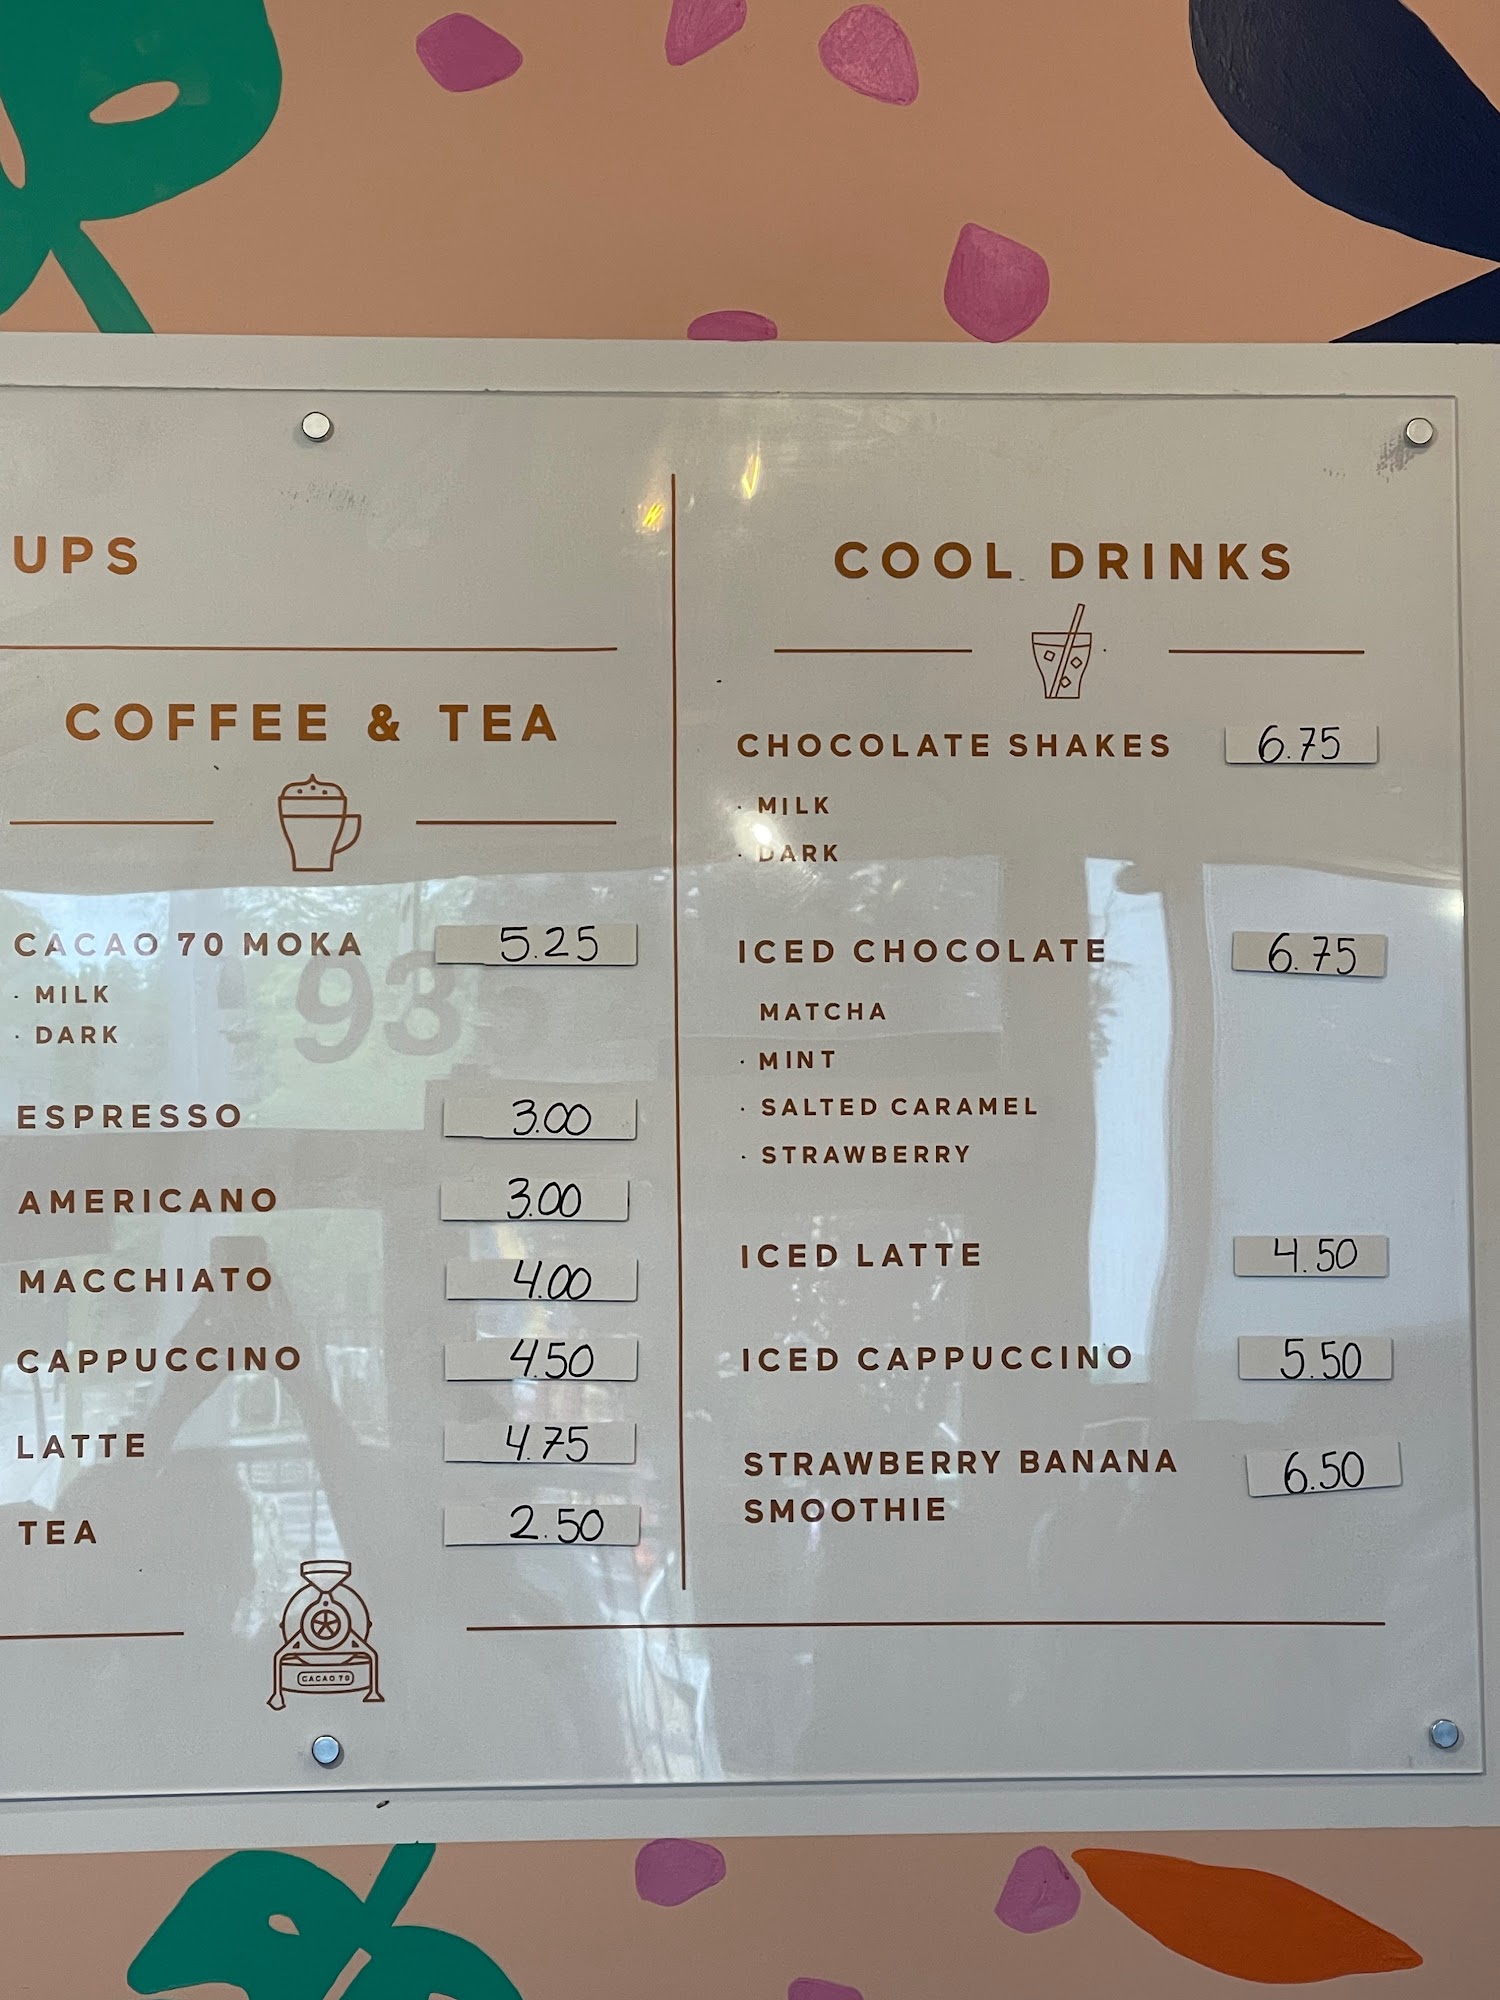 UPS
COFFEE & TEA
CACAO 70 MOKA 5.25
· MILK
· DARK
ESPRESSO 3.00
AMERICANO 3.00
MACCHIATO 4.00
CAPPUCCINO 4.50
LATTE 4.75
TEA 2.50
CACAO 70
COOL DRINKS
CHOCOLATE SHAKES 6.75
· MILK
· DARK
ICED CHOCOLATE 6.75
MATCHA
· MINT
· SALTED CARAMEL
· STRAWBERRY
ICED LATTE 4.50
ICED CAPPUCCINO 5.50
STRAWBERRY BANANA 6.50
SMOOTHIE
93